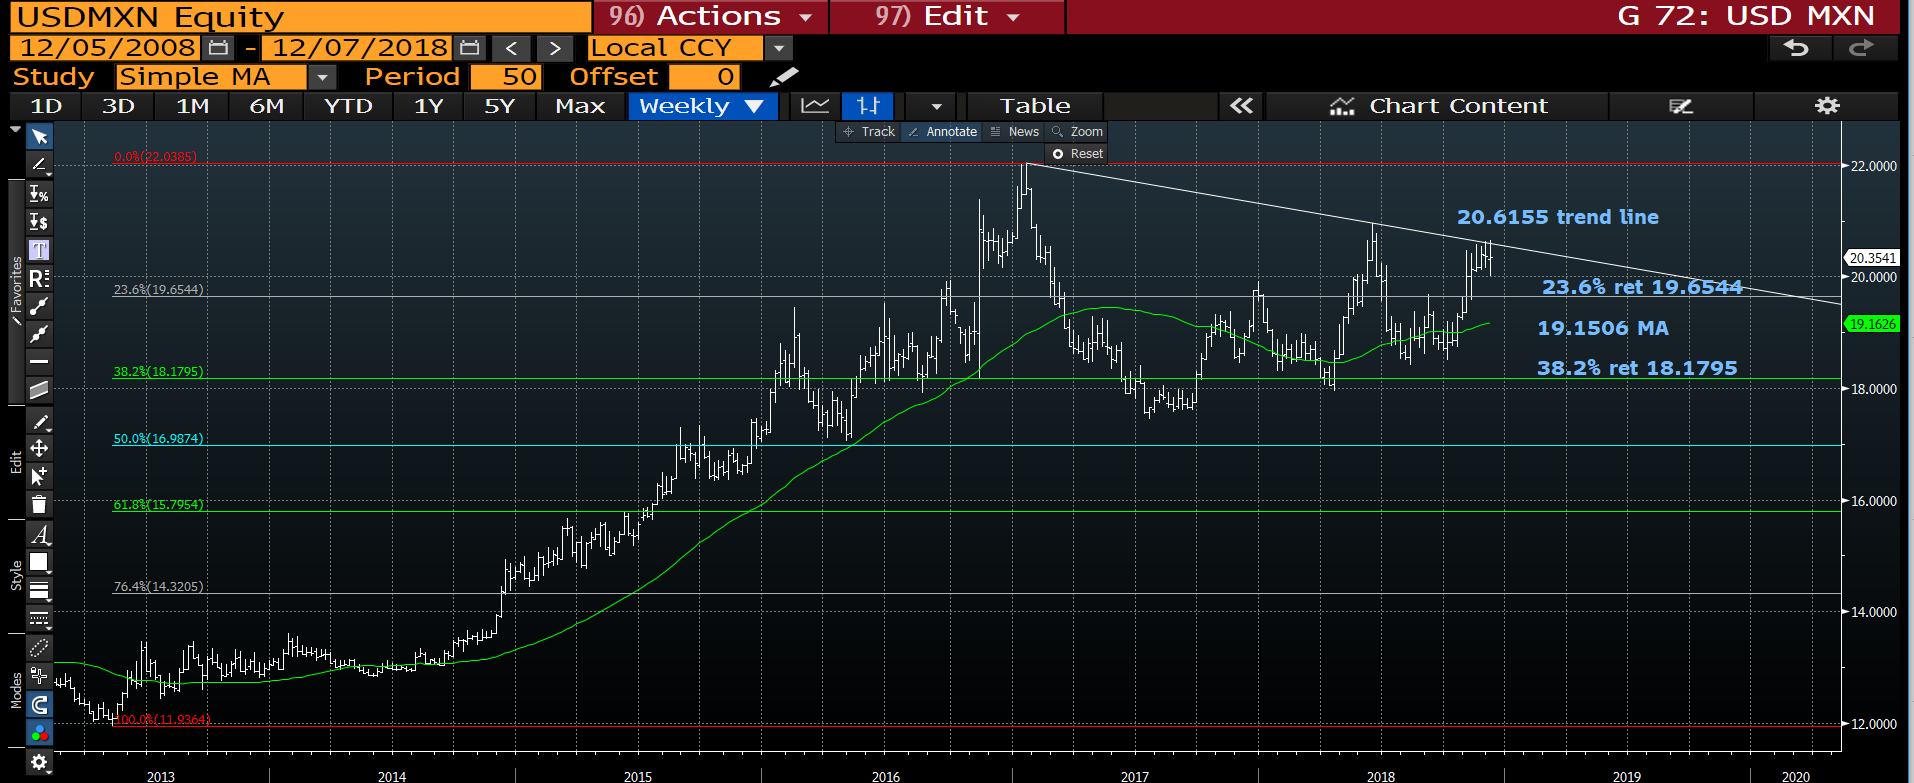 USDMXN Equity 96) Actions 97) Edit G 72: USD MXN
12/05/2008 - 12/07/2018 < > Local CCY
Study Simple MA Period 50 Offset 0
1D 3D 1M 6M YTD 1Y 5Y Max Weekly Table Chart Content
Track Annotate News Zoom
Reset
0.0%(22.0385)
22.0000
20.6155 trend line
20.3541
20.0000
23.6%(19.6544)
23.6% ret 19.6544
19.1506 MA
19.1626
38.2%(18.1795)
38.2% ret 18.1795
18.0000
50.0%(16.9874)
61.8%(15.7954)
16.0000
76.4%(14.3205)
14.0000
100.0%(11.9364)
12.0000
Favorites
Edit
Style
Modes
%
$
T
R
A
2013 2014 2015 2016 2017 2018 2019 2020